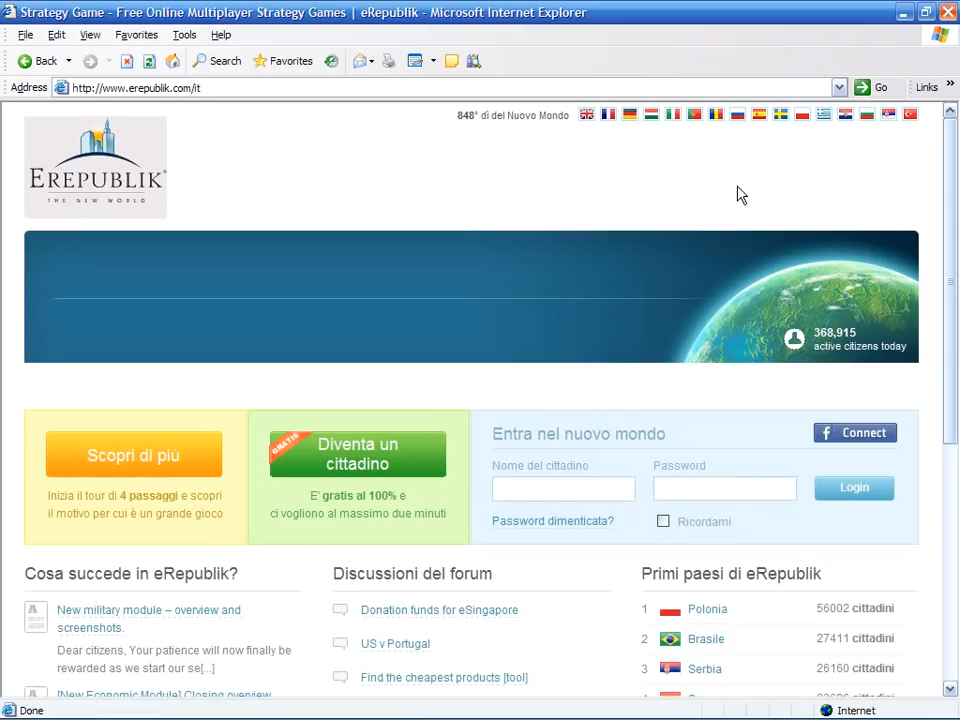 Strategy Game - Free Online Multiplayer Strategy Games | eRepublik - Microsoft Internet Explorer
File Edit View Favorites Tools Help
Back Search Favorites
Address http://www.erepublik.com/it Go Links »
848° dì del Nuovo Mondo
EREPUBLIK
THE NEW WORLD
368,915
active citizens today
Scopri di più
Inizia il tour di 4 passaggi e scopri
il motivo per cui è un grande gioco
GRATIS
Diventa un
cittadino
E' gratis al 100% e
ci vogliono al massimo due minuti
Entra nel nuovo mondo
f Connect
Nome del cittadino Password
Login
Password dimenticata? Ricordami
Cosa succede in eRepublik?
New military module – overview and
screenshots.
Dear citizens, Your patience will now finally be
rewarded as we start our se[...]
[New Economic Module] Closing overview
Discussioni del forum
Donation funds for eSingapore
US v Portugal
Find the cheapest products [tool]
Primi paesi di eRepublik
1 Polonia 56002 cittadini
2 Brasile 27411 cittadini
3 Serbia 26160 cittadini
Done Internet